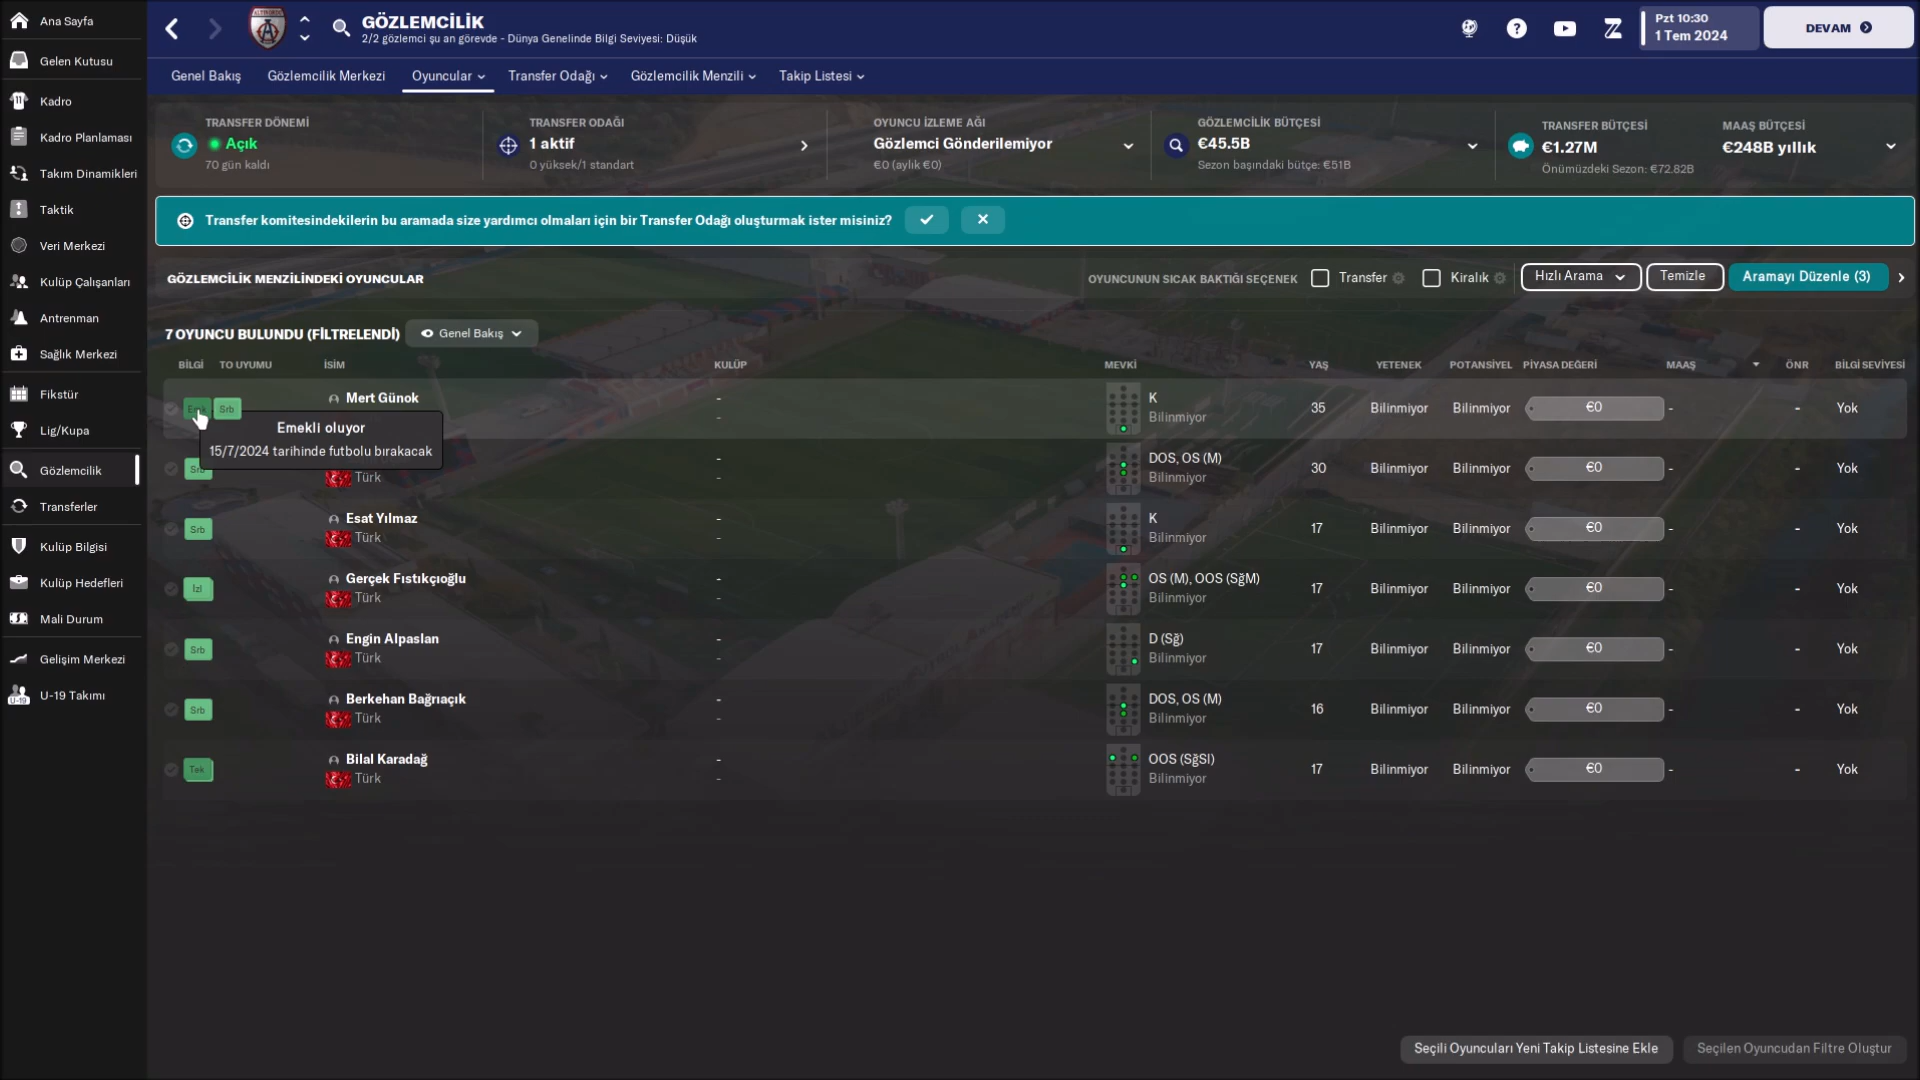 Ana Sayfa
Gelen Kutusu
Kadro
Kadro Planlaması
Takım Dinamikleri
Taktik
Veri Merkezi
Kulüp Çalışanları
Antrenman
Sağlık Merkezi
Fikstür
Lig/Kupa
Gözlemcilik
Transferler
Kulüp Bilgisi
Kulüp Hedefleri
Mali Durum
Gelişim Merkezi
U-19 Takımı
GÖZLEMCİLİK
2/2 gözlemci şu an görevde - Dünya Genelinde Bilgi Seviyesi: Düşük
Pzt 10:30
1 Tem 2024
DEVAM
Genel Bakış Gözlemcilik Merkezi Oyuncular Transfer Odağı Gözlemcilik Menzili Takip Listesi
TRANSFER DÖNEMİ
Açık
70 gün kaldı
TRANSFER ODAĞI
1 aktif
0 yüksek/1 standart
OYUNCU İZLEME AĞI
Gözlemci Gönderilemiyor
€0 (aylık €0)
GÖZLEMCİLİK BÜTÇESİ
€45.5B
Sezon başındaki bütçe: €51B
TRANSFER BÜTÇESİ
€1.27M
Önümüzdeki Sezon: €72.82B
MAAŞ BÜTÇESİ
€248B yıllık
Transfer komitesindekilerin bu aramada size yardımcı olmaları için bir Transfer Odağı oluşturmak ister misiniz?
GÖZLEMCİLİK MENZİLİNDEKİ OYUNCULAR
OYUNCUNUN SICAK BAKTIĞI SEÇENEK Transfer Kiralık Hızlı Arama Temizle Aramayı Düzenle (3)
7 OYUNCU BULUNDU (FİLTRELENDİ) Genel Bakış
BİLGİ TO UYUMU İSİM KULÜP MEVKİ YAŞ YETENEK POTANSİYEL PİYASA DEĞERİ MAAŞ ÖNR BİLGİ SEVİYESİ
Srb Mert Günok - K 35 Bilinmiyor Bilinmiyor €0 - - Yok
- Bilinmiyor
Emekli oluyor
15/7/2024 tarihinde futbolu bırakacak
Srb - DOS, OS (M) 30 Bilinmiyor Bilinmiyor €0 - - Yok
Türk - Bilinmiyor
Srb Esat Yılmaz - K 17 Bilinmiyor Bilinmiyor €0 - - Yok
Türk - Bilinmiyor
İzl Gerçek Fıstıkçıoğlu - OS (M), OOS (SğM) 17 Bilinmiyor Bilinmiyor €0 - - Yok
Türk - Bilinmiyor
Srb Engin Alpaslan - D (Sğ) 17 Bilinmiyor Bilinmiyor €0 - - Yok
Türk - Bilinmiyor
Srb Berkehan Bağrıaçık - DOS, OS (M) 16 Bilinmiyor Bilinmiyor €0 - - Yok
Türk - Bilinmiyor
Tek Bilal Karadağ - OOS (SğSl) 17 Bilinmiyor Bilinmiyor €0 - - Yok
Türk - Bilinmiyor
Seçili Oyuncuları Yeni Takip Listesine Ekle Seçilen Oyuncudan Filtre Oluştur